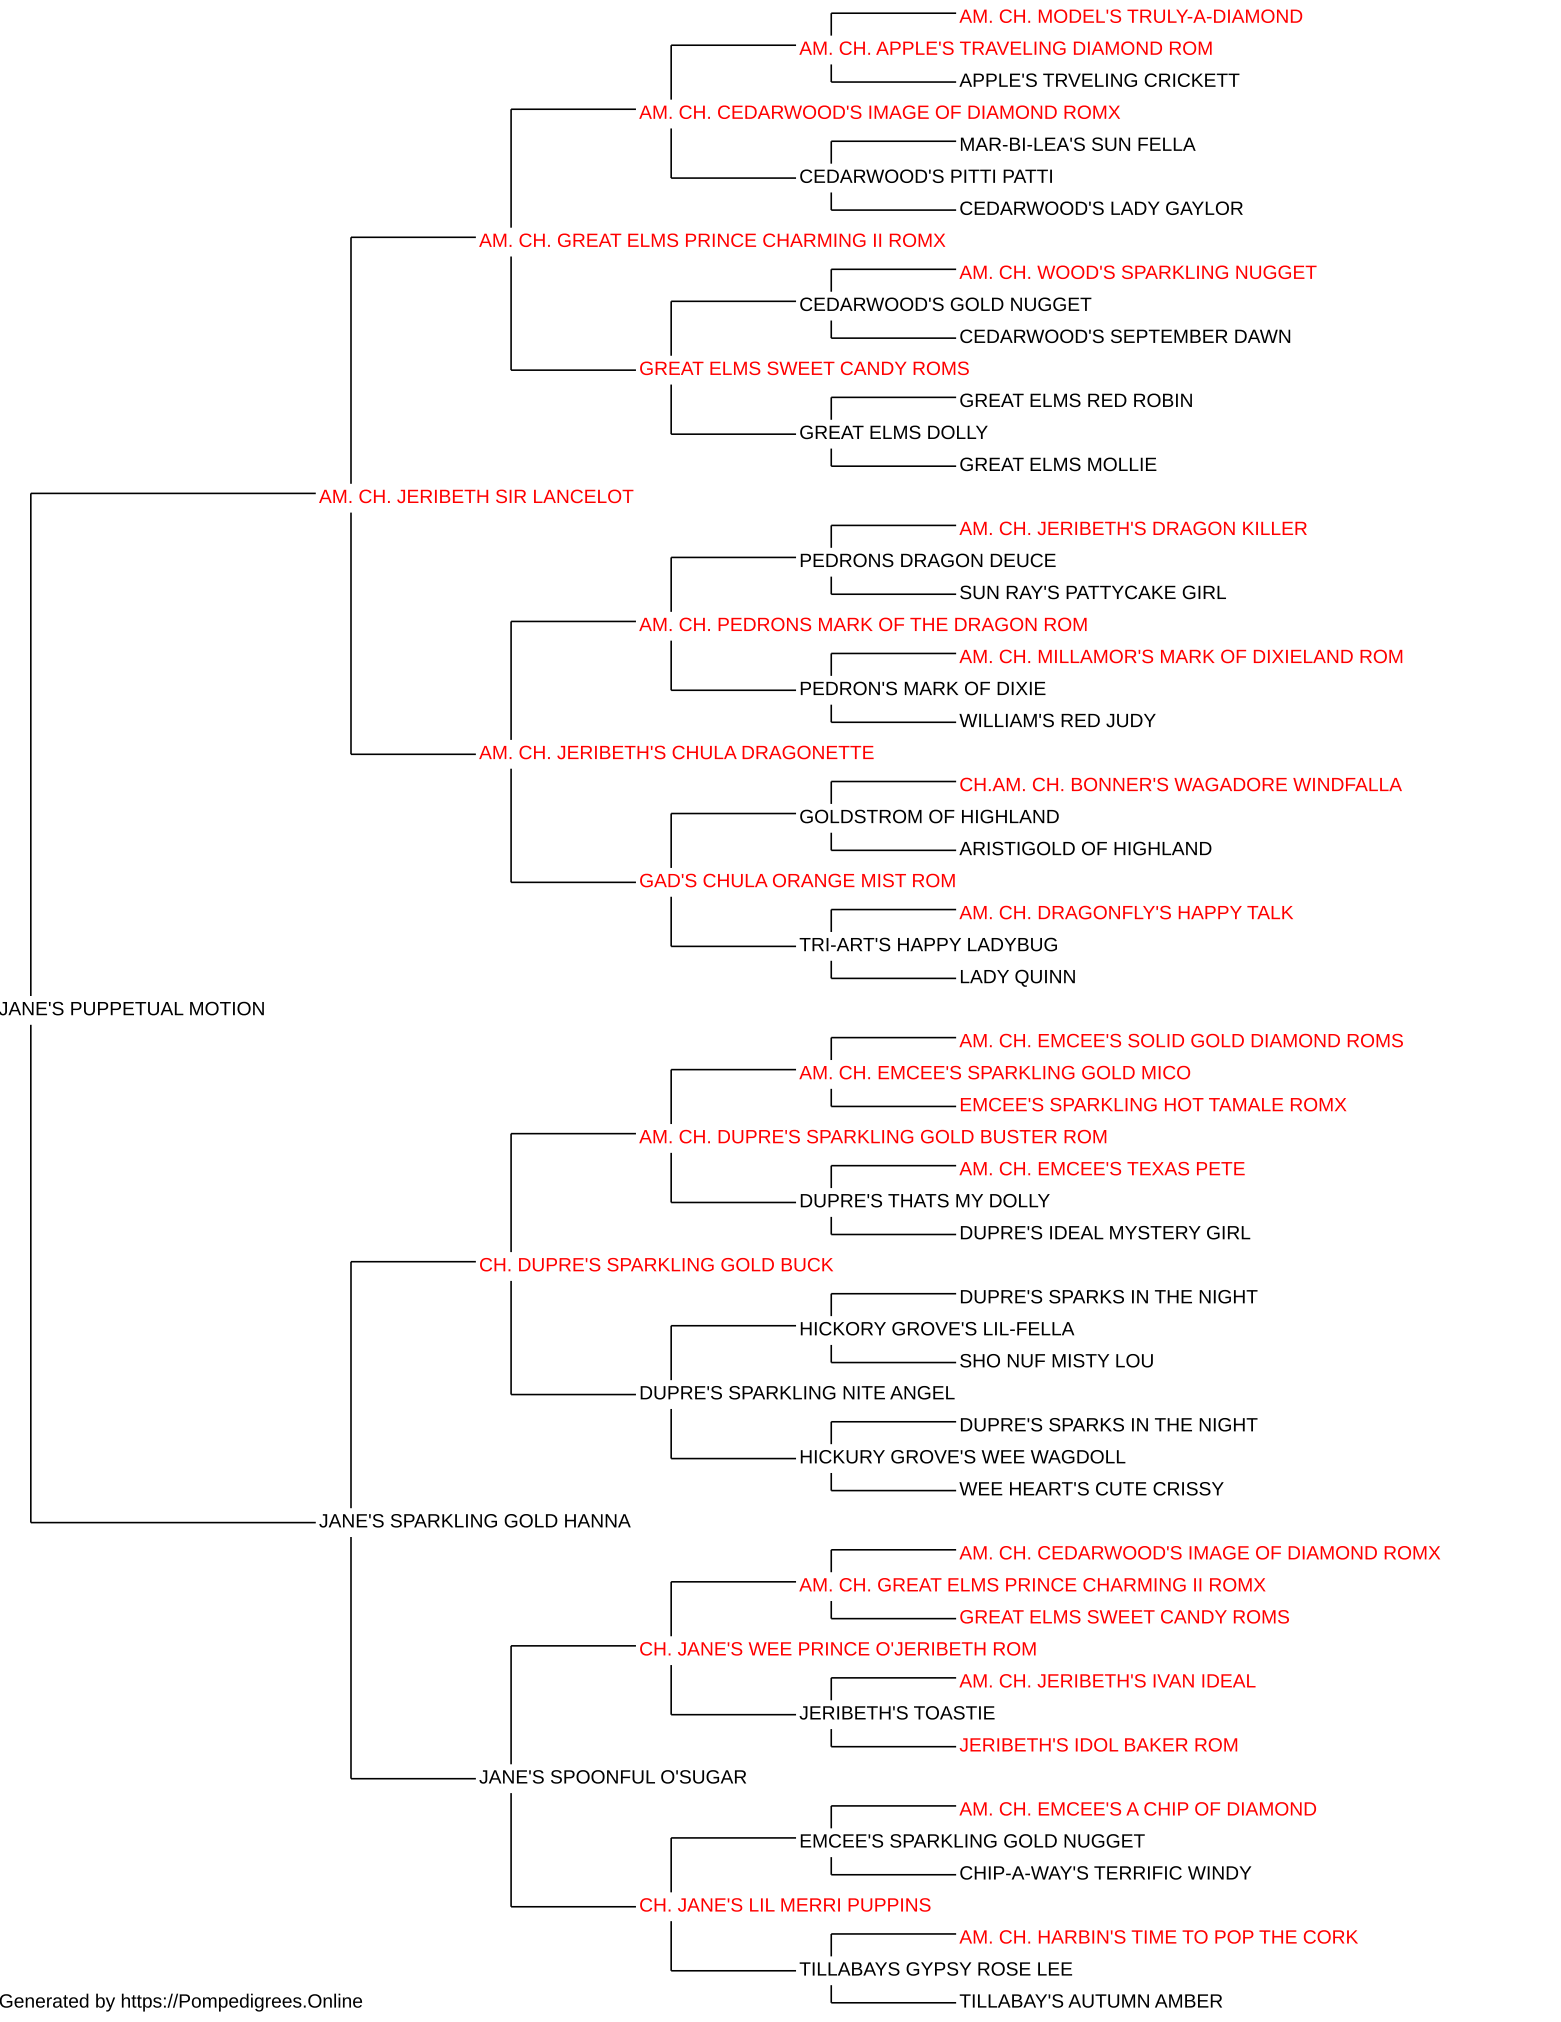 AM. CH. MODEL'S TRULY-A-DIAMOND
AM. CH. APPLE'S TRAVELING DIAMOND ROM
APPLE'S TRVELING CRICKETT
AM. CH. CEDARWOOD'S IMAGE OF DIAMOND ROMX
MAR-BI-LEA'S SUN FELLA
CEDARWOOD'S PITTI PATTI
CEDARWOOD'S LADY GAYLOR
AM. CH. GREAT ELMS PRINCE CHARMING II ROMX
AM. CH. WOOD'S SPARKLING NUGGET
CEDARWOOD'S GOLD NUGGET
CEDARWOOD'S SEPTEMBER DAWN
GREAT ELMS SWEET CANDY ROMS
GREAT ELMS RED ROBIN
GREAT ELMS DOLLY
GREAT ELMS MOLLIE
AM. CH. JERIBETH SIR LANCELOT
AM. CH. JERIBETH'S DRAGON KILLER
PEDRONS DRAGON DEUCE
SUN RAY'S PATTYCAKE GIRL
AM. CH. PEDRONS MARK OF THE DRAGON ROM
AM. CH. MILLAMOR'S MARK OF DIXIELAND ROM
PEDRON'S MARK OF DIXIE
WILLIAM'S RED JUDY
AM. CH. JERIBETH'S CHULA DRAGONETTE
CH.AM. CH. BONNER'S WAGADORE WINDFALLA
GOLDSTROM OF HIGHLAND
ARISTIGOLD OF HIGHLAND
GAD'S CHULA ORANGE MIST ROM
AM. CH. DRAGONFLY'S HAPPY TALK
TRI-ART'S HAPPY LADYBUG
LADY QUINN
JANE'S PUPPETUAL MOTION
AM. CH. EMCEE'S SOLID GOLD DIAMOND ROMS
AM. CH. EMCEE'S SPARKLING GOLD MICO
EMCEE'S SPARKLING HOT TAMALE ROMX
AM. CH. DUPRE'S SPARKLING GOLD BUSTER ROM
AM. CH. EMCEE'S TEXAS PETE
DUPRE'S THATS MY DOLLY
DUPRE'S IDEAL MYSTERY GIRL
CH. DUPRE'S SPARKLING GOLD BUCK
DUPRE'S SPARKS IN THE NIGHT
HICKORY GROVE'S LIL-FELLA
SHO NUF MISTY LOU
DUPRE'S SPARKLING NITE ANGEL
DUPRE'S SPARKS IN THE NIGHT
HICKURY GROVE'S WEE WAGDOLL
WEE HEART'S CUTE CRISSY
JANE'S SPARKLING GOLD HANNA
AM. CH. CEDARWOOD'S IMAGE OF DIAMOND ROMX
AM. CH. GREAT ELMS PRINCE CHARMING II ROMX
GREAT ELMS SWEET CANDY ROMS
CH. JANE'S WEE PRINCE O'JERIBETH ROM
AM. CH. JERIBETH'S IVAN IDEAL
JERIBETH'S TOASTIE
JERIBETH'S IDOL BAKER ROM
JANE'S SPOONFUL O'SUGAR
AM. CH. EMCEE'S A CHIP OF DIAMOND
EMCEE'S SPARKLING GOLD NUGGET
CHIP-A-WAY'S TERRIFIC WINDY
CH. JANE'S LIL MERRI PUPPINS
AM. CH. HARBIN'S TIME TO POP THE CORK
TILLABAYS GYPSY ROSE LEE
TILLABAY'S AUTUMN AMBER
Generated by https://Pompedigrees.Online